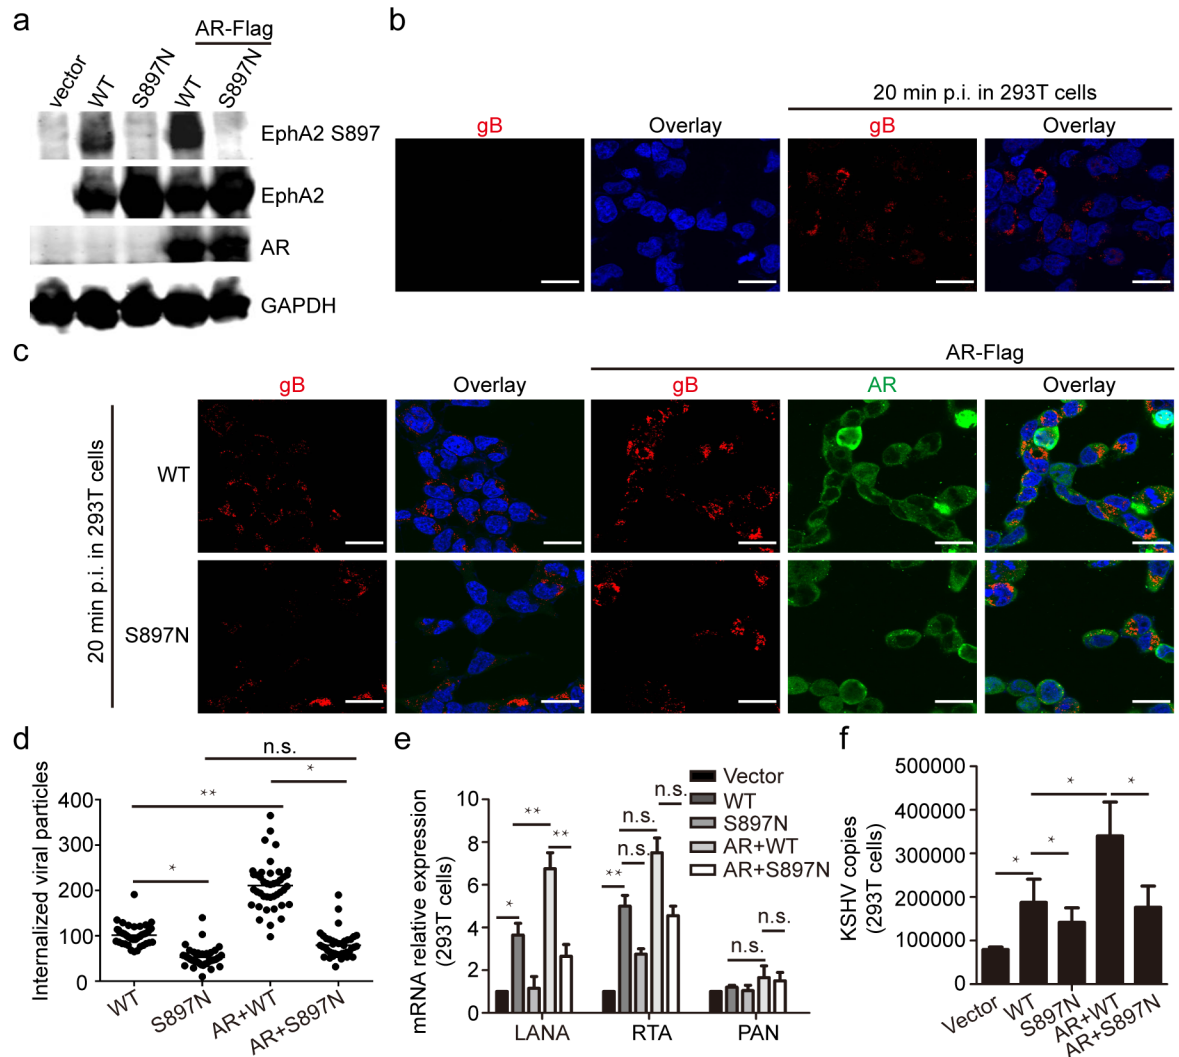 a
AR-Flag
vector
WT
S897N
WT
S897N
EphA2 S897
EphA2
AR
GAPDH
b
20 min p.i. in 293T cells
gB
Overlay
gB
Overlay
c
AR-Flag
gB
Overlay
gB
AR
Overlay
20 min p.i. in 293T cells
WT
S897N
d
n.s.
*
**
*
Internalized viral particles
400
300
200
100
0
WT
S897N
AR+WT
AR+S897N
e
Vector
WT
S897N
AR+WT
AR+S897N
mRNA relative expression
(293T cells)
10
8
6
4
2
0
*
**
**
**
n.s.
n.s.
n.s.
n.s.
n.s.
LANA
RTA
PAN
f
KSHV copies
(293T cells)
500000
400000
300000
200000
100000
0
*
*
*
*
Vector
WT
S897N
AR+WT
AR+S897N